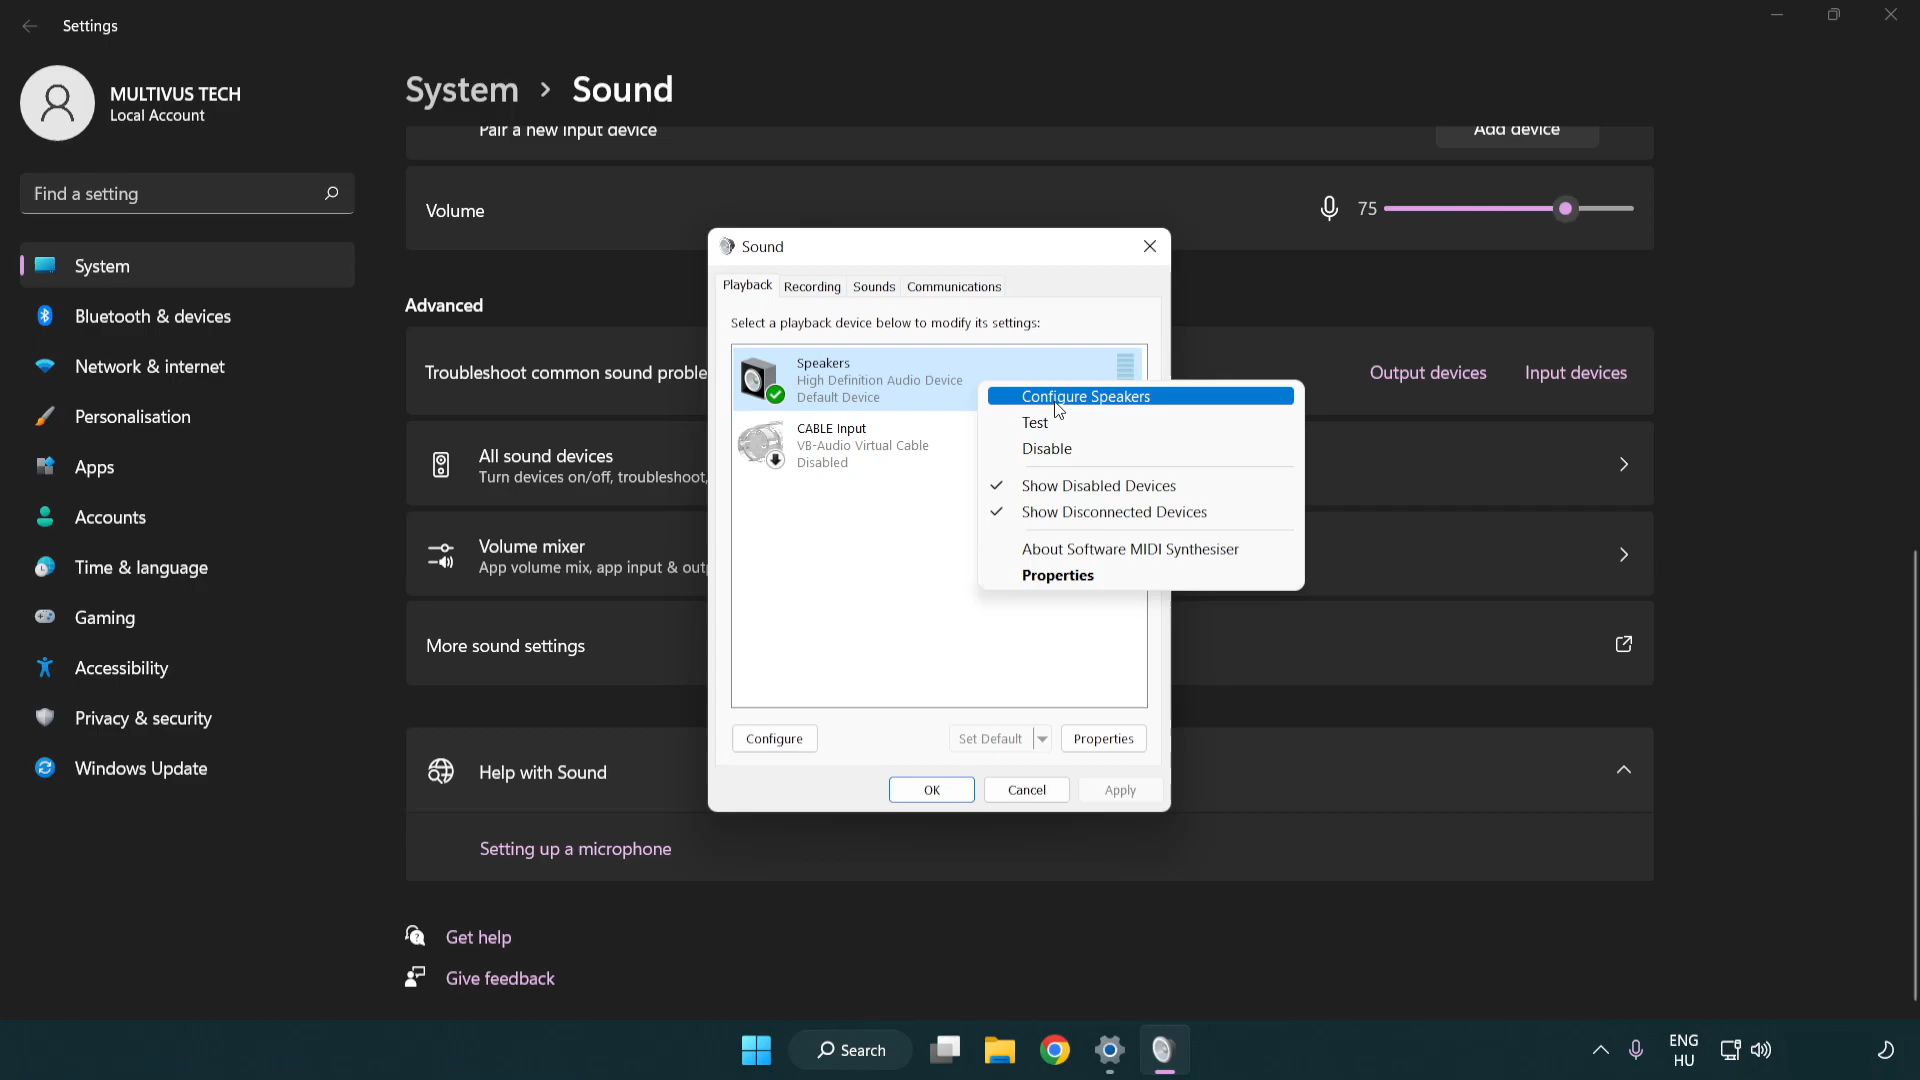 Settings
MULTIVUS TECH
Local Account
Find a setting
System
Bluetooth & devices
Network & internet
Personalisation
Apps
Accounts
Time & language
Gaming
Accessibility
Privacy & security
Windows Update
System › Sound
Pair a new input device
Add device
Volume
75
Advanced
Troubleshoot common sound proble
Output devices
Input devices
All sound devices
Turn devices on/off, troubleshoot,
Volume mixer
App volume mix, app input & outp
More sound settings
Help with Sound
Setting up a microphone
Get help
Give feedback
Sound
Playback Recording Sounds Communications
Select a playback device below to modify its settings:
Speakers
High Definition Audio Device
Default Device
CABLE Input
VB-Audio Virtual Cable
Disabled
Configure Speakers
Test
Disable
Show Disabled Devices
Show Disconnected Devices
About Software MIDI Synthesiser
Properties
Configure
Set Default
Properties
OK
Cancel
Apply
Search
ENG
HU